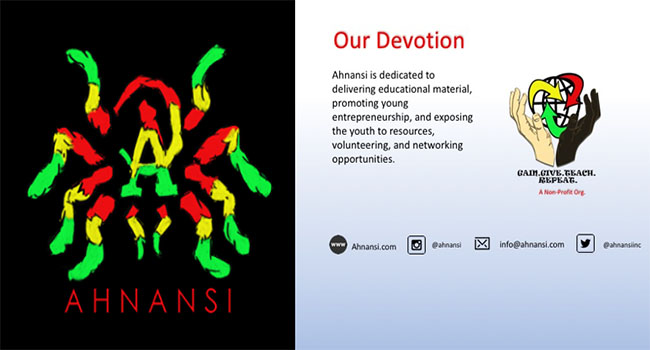 A
AHNANSI
Our Devotion
Ahnansi is dedicated to
delivering educational material,
promoting young
entrepreneurship, and exposing
the youth to resources,
volunteering, and networking
opportunities.
GAIN.GIVE.TEACH.
REPEAT.
A Non-Profit Org.
www Ahnansi.com @ahnansi info@ahnansi.com @ahnansiinc